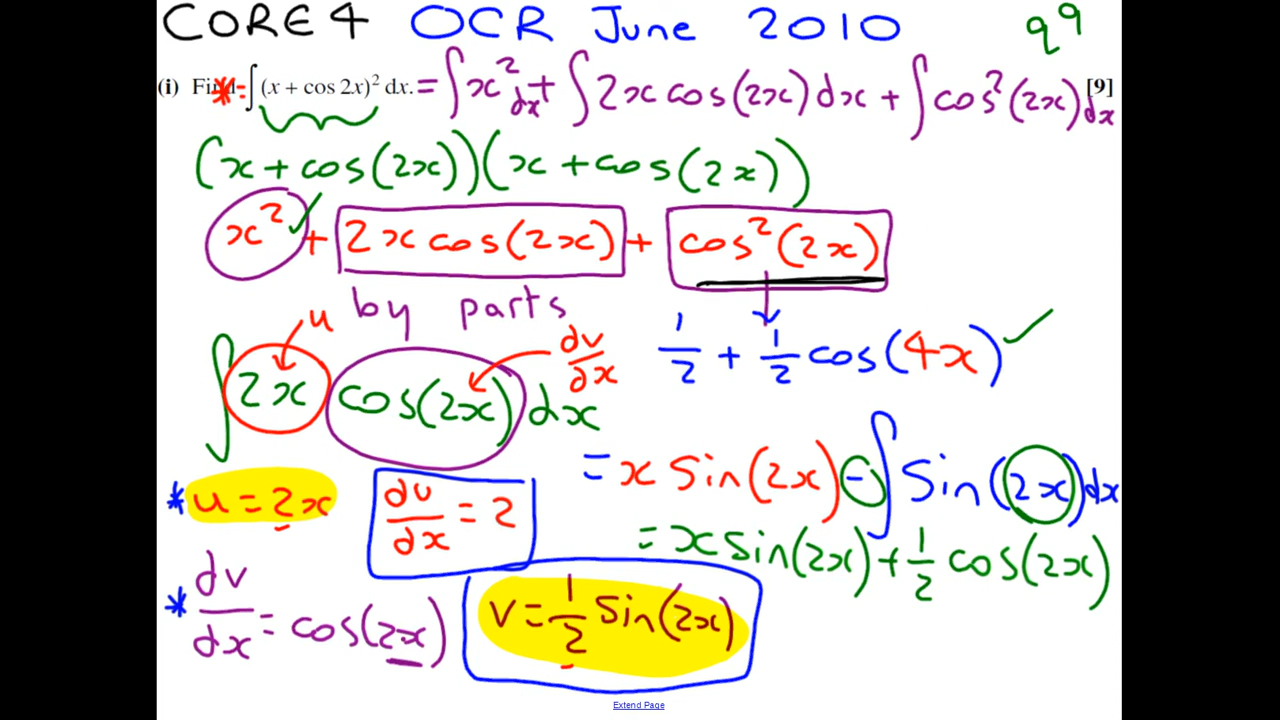 CORE 4 OCR June 2010 q9
(i) Find ∫(x + cos 2x)² dx. = ∫x² dx + ∫2x cos(2x) dx + ∫cos²(2x) dx [9]
(x + cos(2x))(x + cos(2x))
x² + 2x cos(2x) + cos²(2x)
by parts
1/2 + 1/2 cos(4x)
u
dv/dx
∫ 2x cos(2x) dx
= x sin(2x) - ∫ sin(2x) dx
* u = 2x
du/dx = 2
= x sin(2x) + 1/2 cos(2x)
* dv/dx = cos(2x)
v = 1/2 sin(2x)
Extend Page